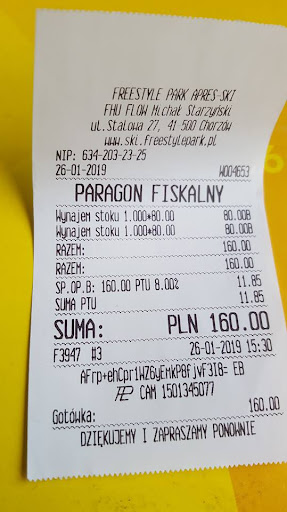 FREESTYLE PARK APRES-SKI
FHU FLOW Michał Starzyński
ul.Stalowa 27, 41 500 Chorzów
www.ski.freestylepark.pl
NIP: 634-203-23-25
26-01-2019 W004653
PARAGON FISKALNY
Wynajem stoku 1.000*80.00 80.00B
Wynajem stoku 1.000*80.00 80.00B
RAZEM: 160.00
RAZEM: 160.00
SP.OP.B: 160.00 PTU 8.00% 11.85
SUMA PTU 11.85
SUMA: PLN 160.00
F3947 #3 26-01-2019 15:30
AFrp+ehCpr1WZ6yEmkP8FjvF3I8= EB
CAM 1501345077
Gotówka: 160.00
DZIĘKUJEMY I ZAPRASZAMY PONOWNIE